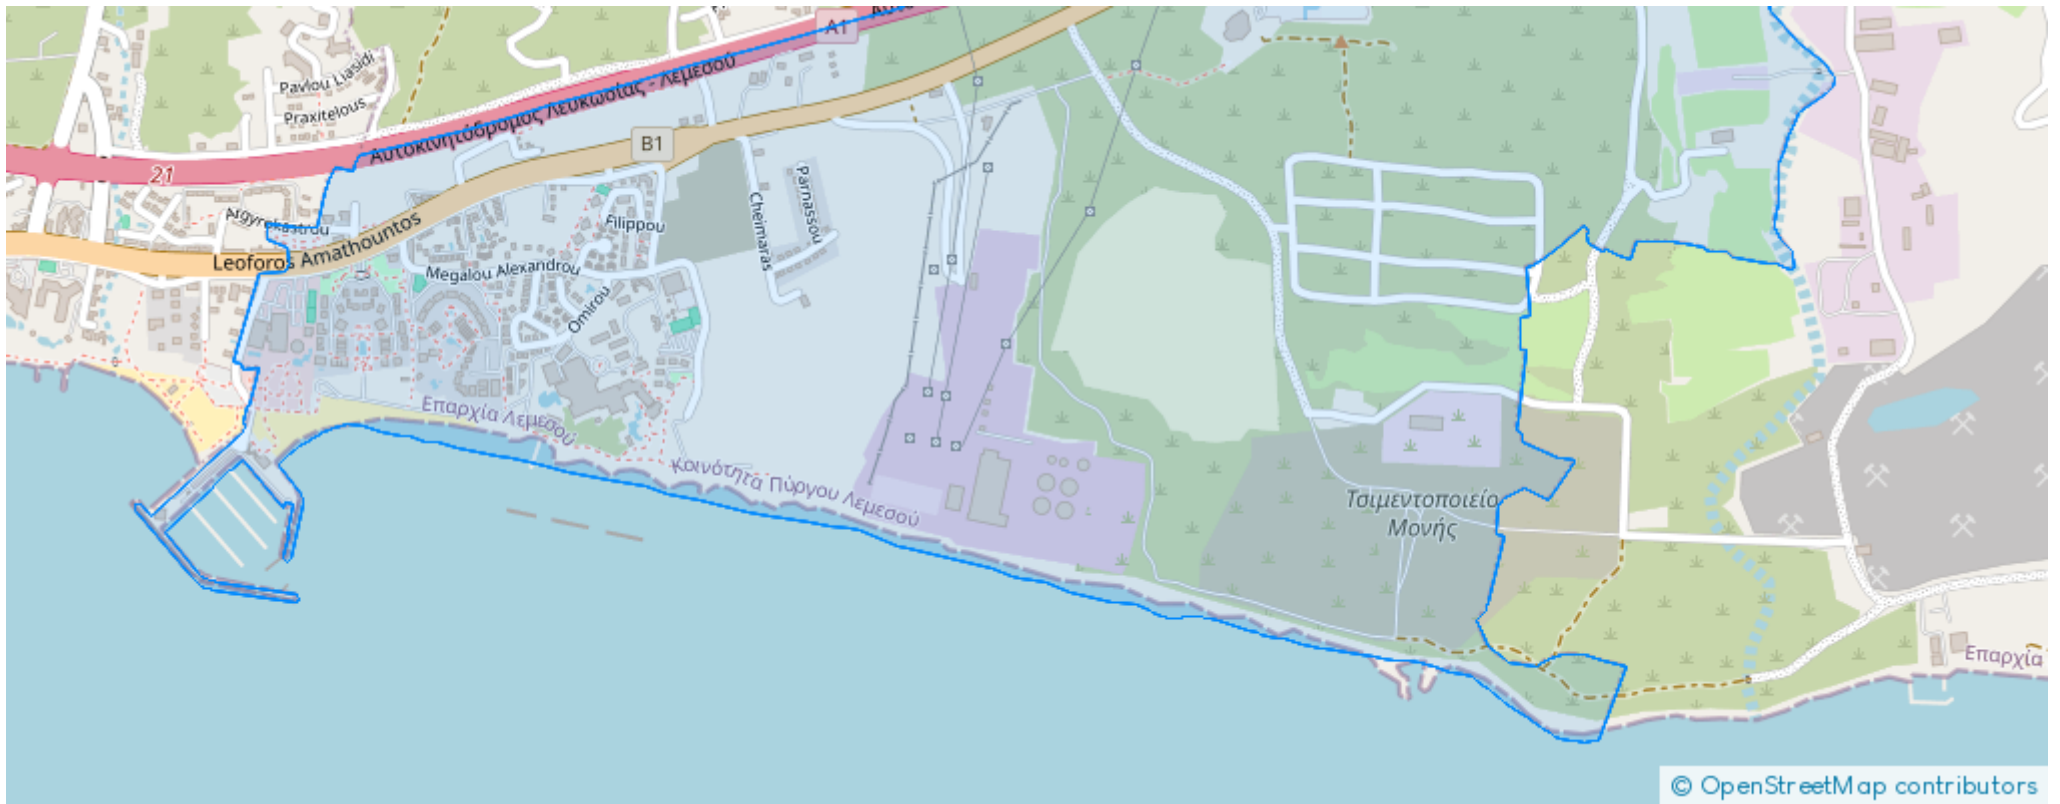 A1
Pavlou Liasidi
Praxitelous
Αυτοκινητόδρομος Λευκωσίας - Λεμεσού
B1
21
Parnassou
Cheimaras
Argyrokastrou
Filippou
Leoforos Amathountos
Megalou Alexandrou
Omirou
Επαρχία Λεμεσού
Κοινότητα Πύργου Λεμεσού
Τσιμεντοποιείο
Μονής
Επαρχία
© OpenStreetMap contributors